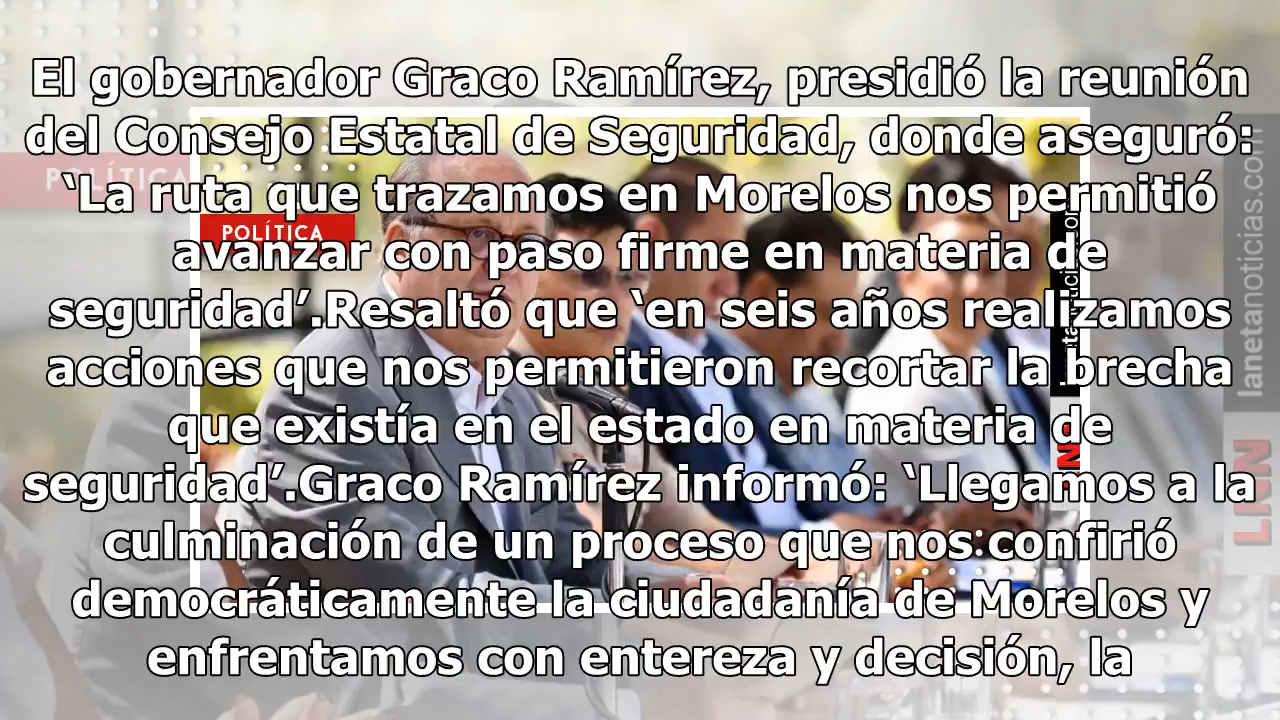 El gobernador Graco Ramírez, presidió la reunión
del Consejo Estatal de Seguridad, donde aseguró:
‘La ruta que trazamos en Morelos nos permitió
avanzar con paso firme en materia de
seguridad’.Resaltó que ‘en seis años realizamos
acciones que nos permitieron recortar la brecha
que existía en el estado en materia de
seguridad’.Graco Ramírez informó: ‘Llegamos a la
culminación de un proceso que nos confirió
democráticamente la ciudadanía de Morelos y
enfrentamos con entereza y decisión, la
POLÍTICA
POLÍTICA
lanetanoticias.com
LNN